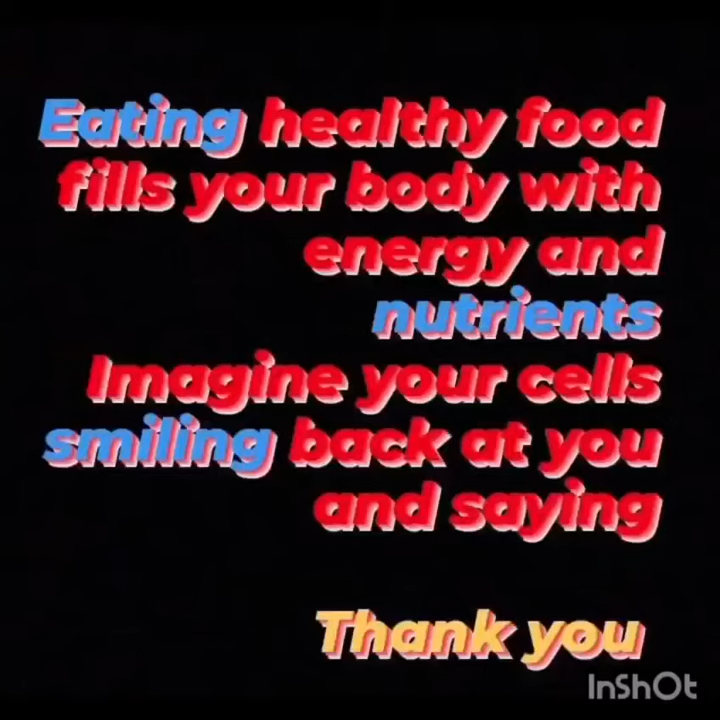 Eating healthy food
fills your body with
energy and
nutrients
Imagine your cells
smiling back at you
and saying
Thank you
InShOt